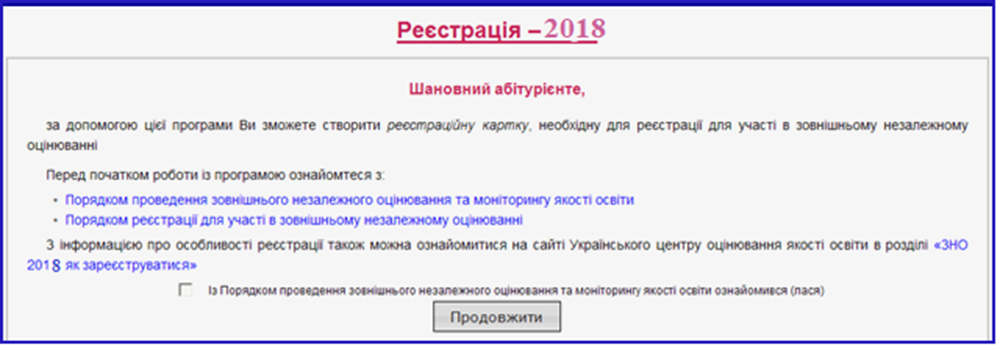 Реєстрація – 2018
Шановний абітурієнте,
за допомогою цієї програми Ви зможете створити реєстраційну картку, необхідну для реєстрації для участі в зовнішньому незалежному
оцінюванні
Перед початком роботи із програмою ознайомтеся з:
• Порядком проведення зовнішнього незалежного оцінювання та моніторингу якості освіти
• Порядком реєстрації для участі в зовнішньому незалежному оцінюванні
З інформацією про особливості реєстрації також можна ознайомитися на сайті Українського центру оцінювання якості освіти в розділі «ЗНО
2018 як зареєструватися»
Із Порядком проведення зовнішнього незалежного оцінювання та моніторингу якості освіти ознайомився (лася)
Продовжити